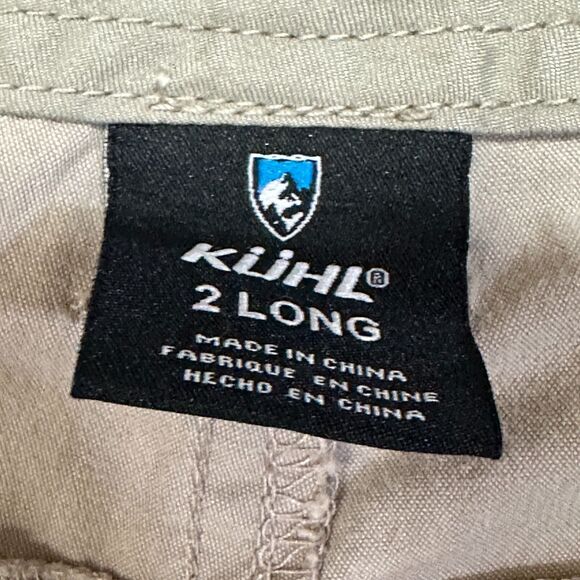 KÜHL®
2 LONG
MADE IN CHINA
FABRIQUE EN CHINE
HECHO EN CHINA